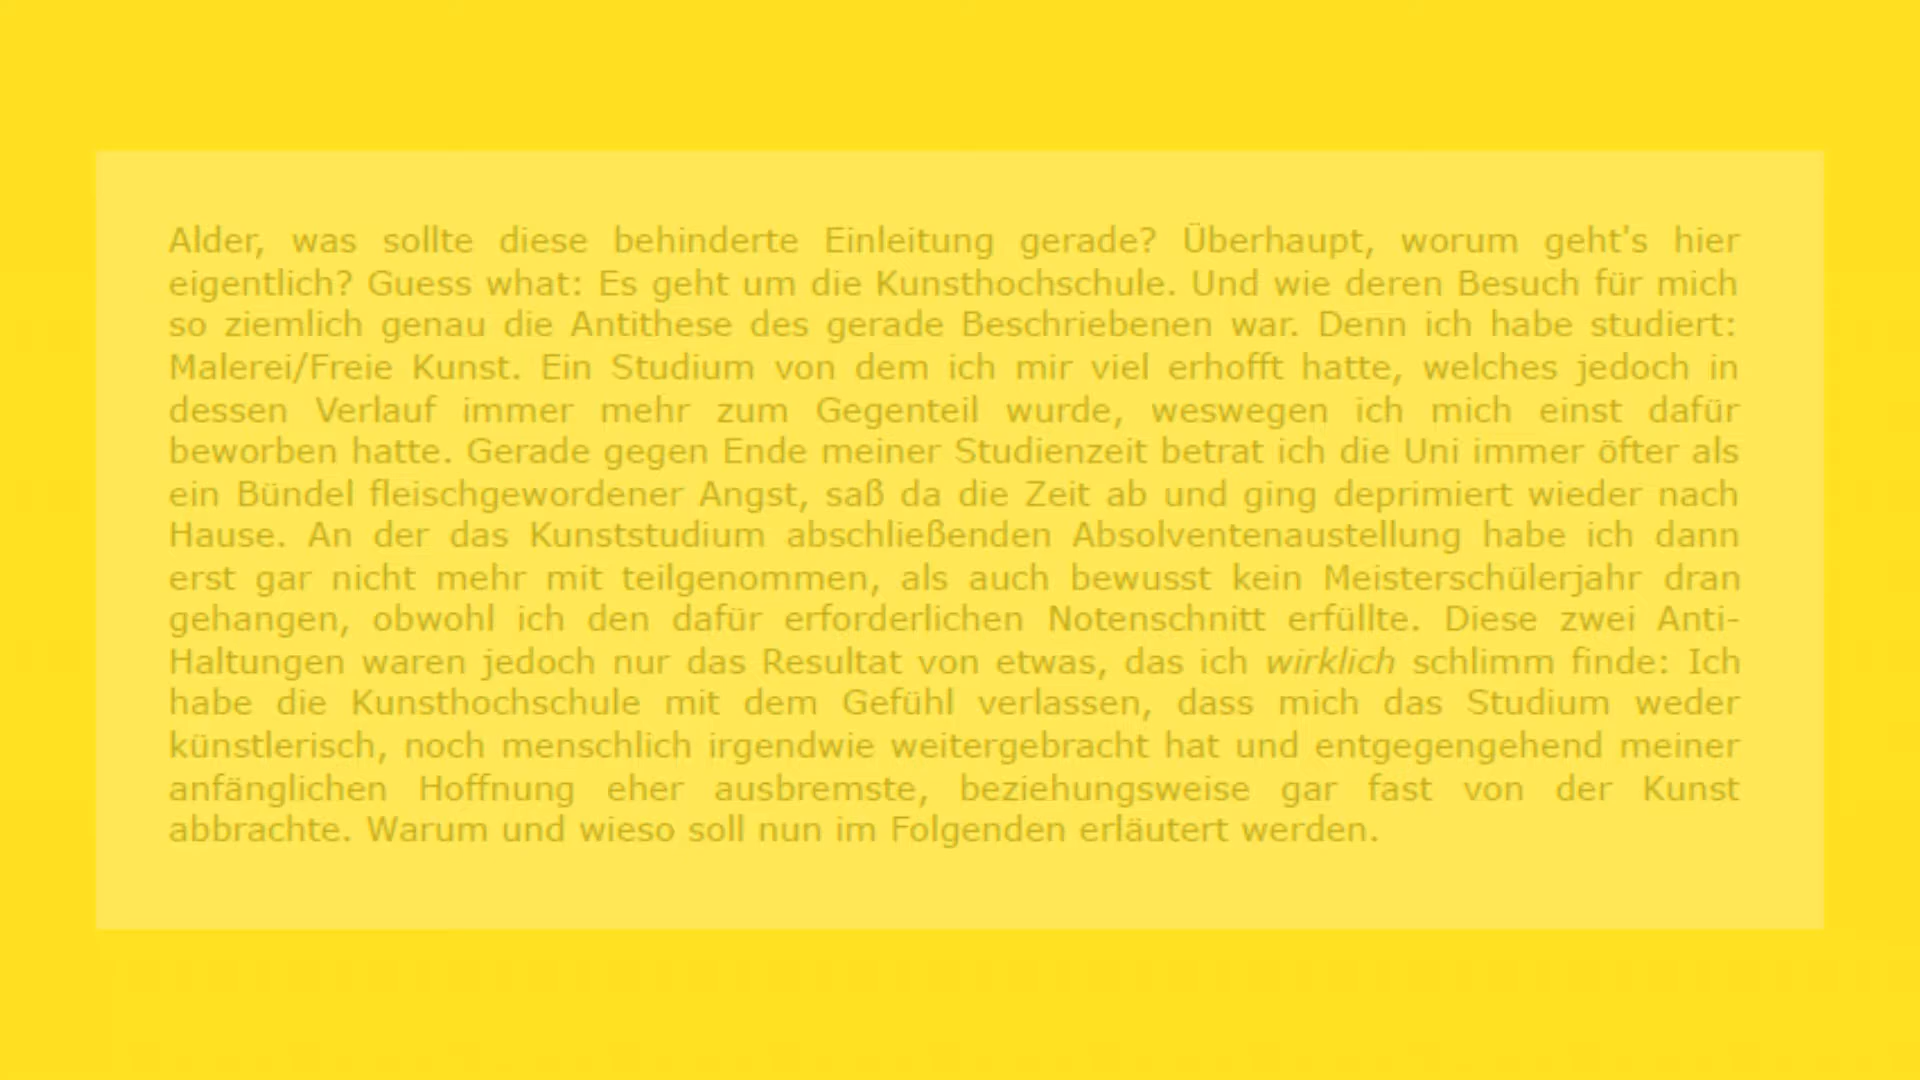 Alder, was sollte diese behinderte Einleitung gerade? Überhaupt, worum geht's hier
eigentlich? Guess what: Es geht um die Kunsthochschule. Und wie deren Besuch für mich
so ziemlich genau die Antithese des gerade Beschriebenen war. Denn ich habe studiert:
Malerei/Freie Kunst. Ein Studium von dem ich mir viel erhofft hatte, welches jedoch in
dessen Verlauf immer mehr zum Gegenteil wurde, weswegen ich mich einst dafür
beworben hatte. Gerade gegen Ende meiner Studienzeit betrat ich die Uni immer öfter als
ein Bündel fleischgewordener Angst, saß da die Zeit ab und ging deprimiert wieder nach
Hause. An der das Kunststudium abschließenden Absolventenaustellung habe ich dann
erst gar nicht mehr mit teilgenommen, als auch bewusst kein Meisterschülerjahr dran
gehangen, obwohl ich den dafür erforderlichen Notenschnitt erfüllte. Diese zwei Anti-
Haltungen waren jedoch nur das Resultat von etwas, das ich wirklich schlimm finde: Ich
habe die Kunsthochschule mit dem Gefühl verlassen, dass mich das Studium weder
künstlerisch, noch menschlich irgendwie weitergebracht hat und entgegengehend meiner
anfänglichen Hoffnung eher ausbremste, beziehungsweise gar fast von der Kunst
abbrachte. Warum und wieso soll nun im Folgenden erläutert werden.